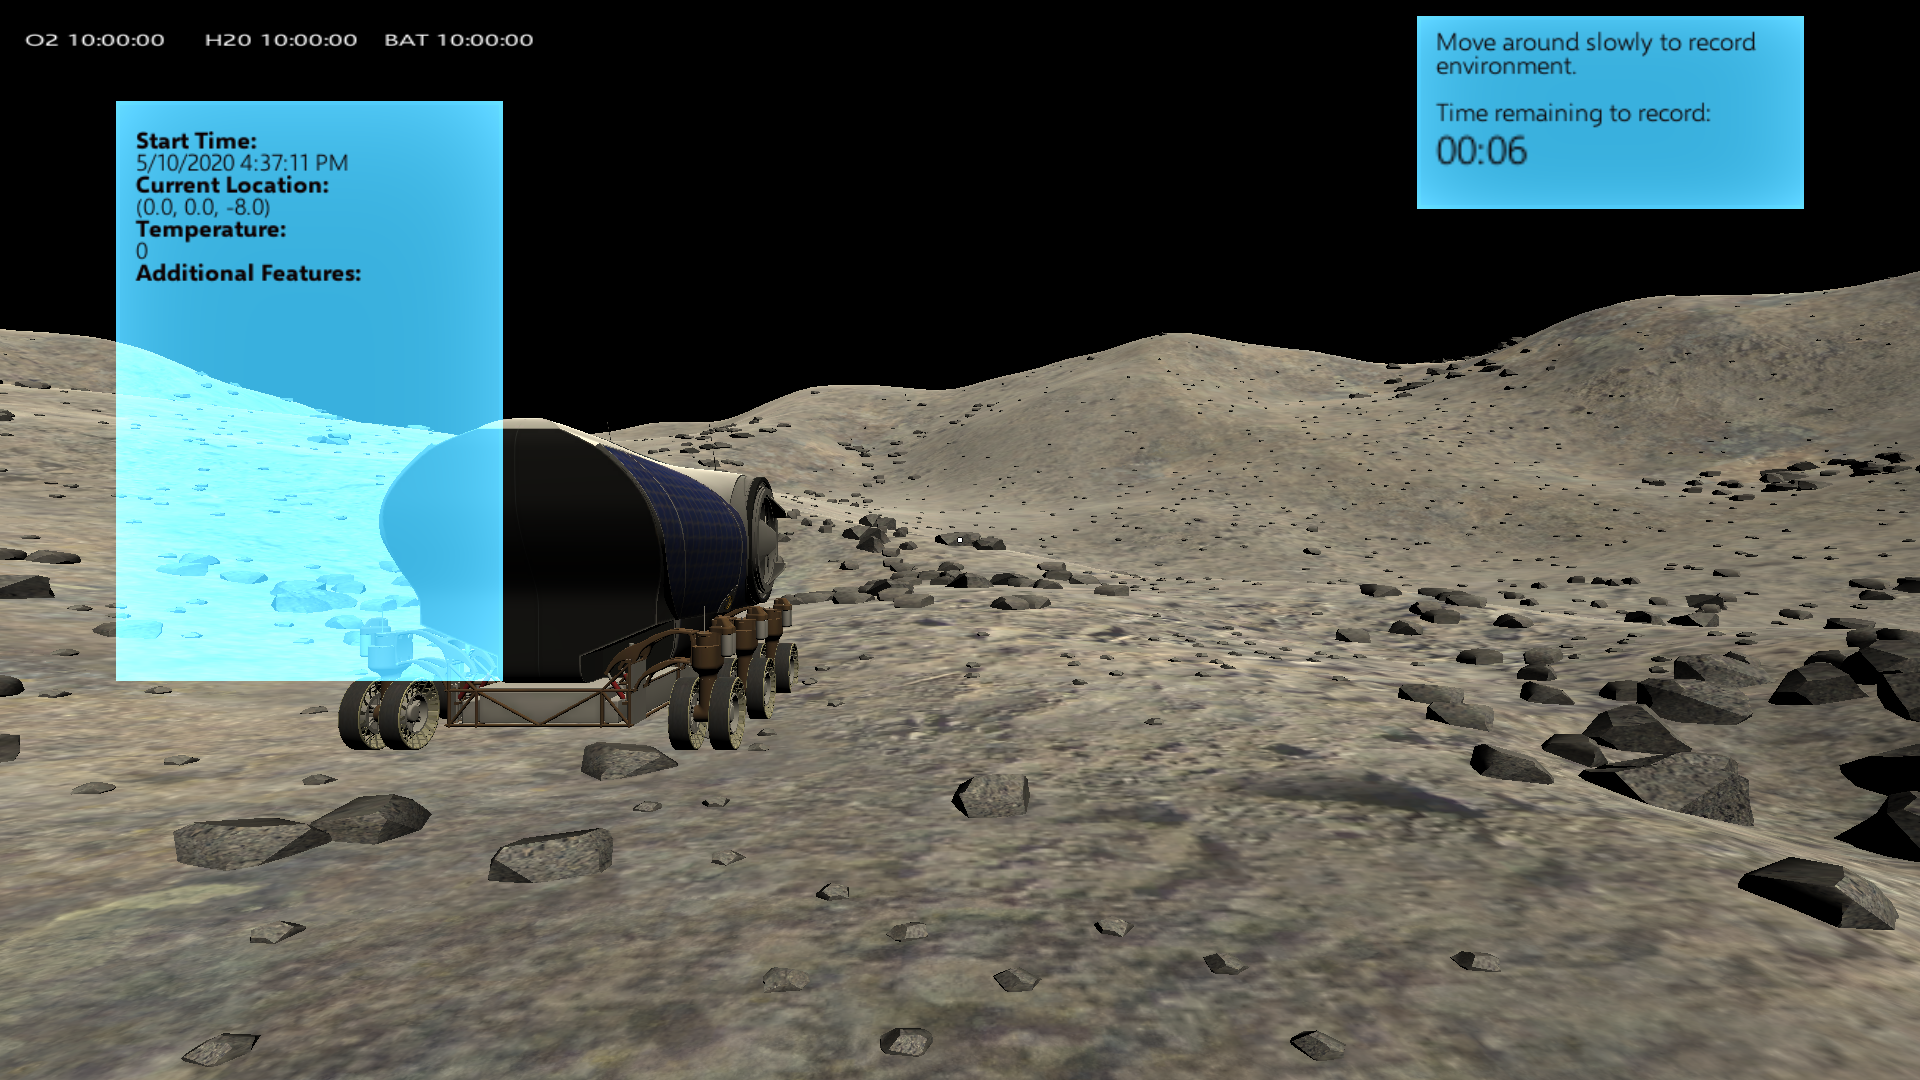 O2 10:00:00 H20 10:00:00 BAT 10:00:00
Move around slowly to record
environment.
Time remaining to record:
00:06
Start Time:
5/10/2020 4:37:11 PM
Current Location:
(0.0, 0.0, -8.0)
Temperature:
0
Additional Features: